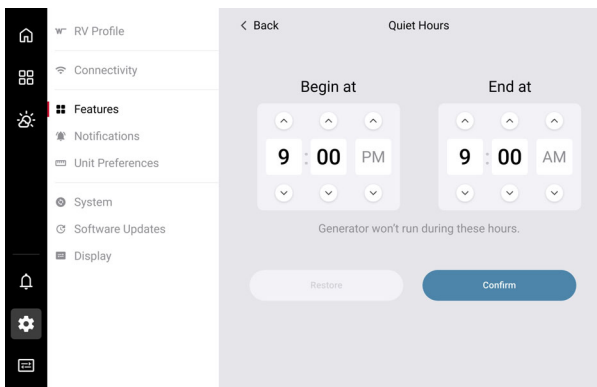 RV Profile
Connectivity
Features
Notifications
Unit Preferences
System
Software Updates
Display
Back
Quiet Hours
Begin at
9 : 00 PM
End at
9 : 00 AM
Generator won't run during these hours.
Restore
Confirm